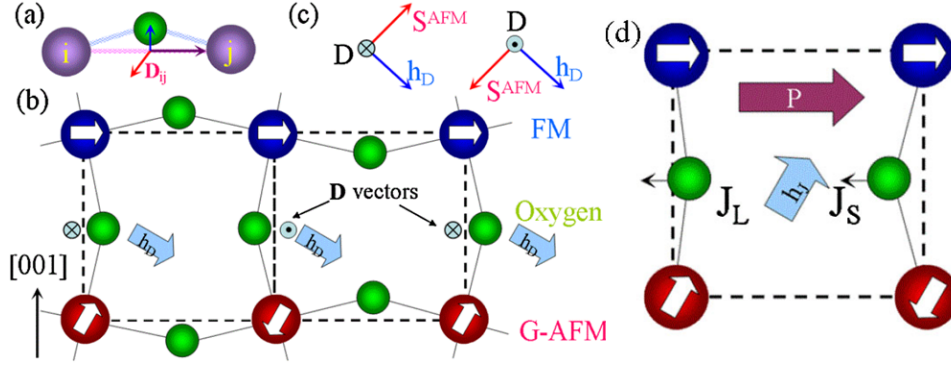 (a)
i
j
D_ij
(c)
S^AFM
D
h_D
D
S^AFM
h_D
(b)
FM
D vectors
Oxygen
h_D
h_D
h_D
[001]
G-AFM
(d)
P
J_L
h_J
J_S